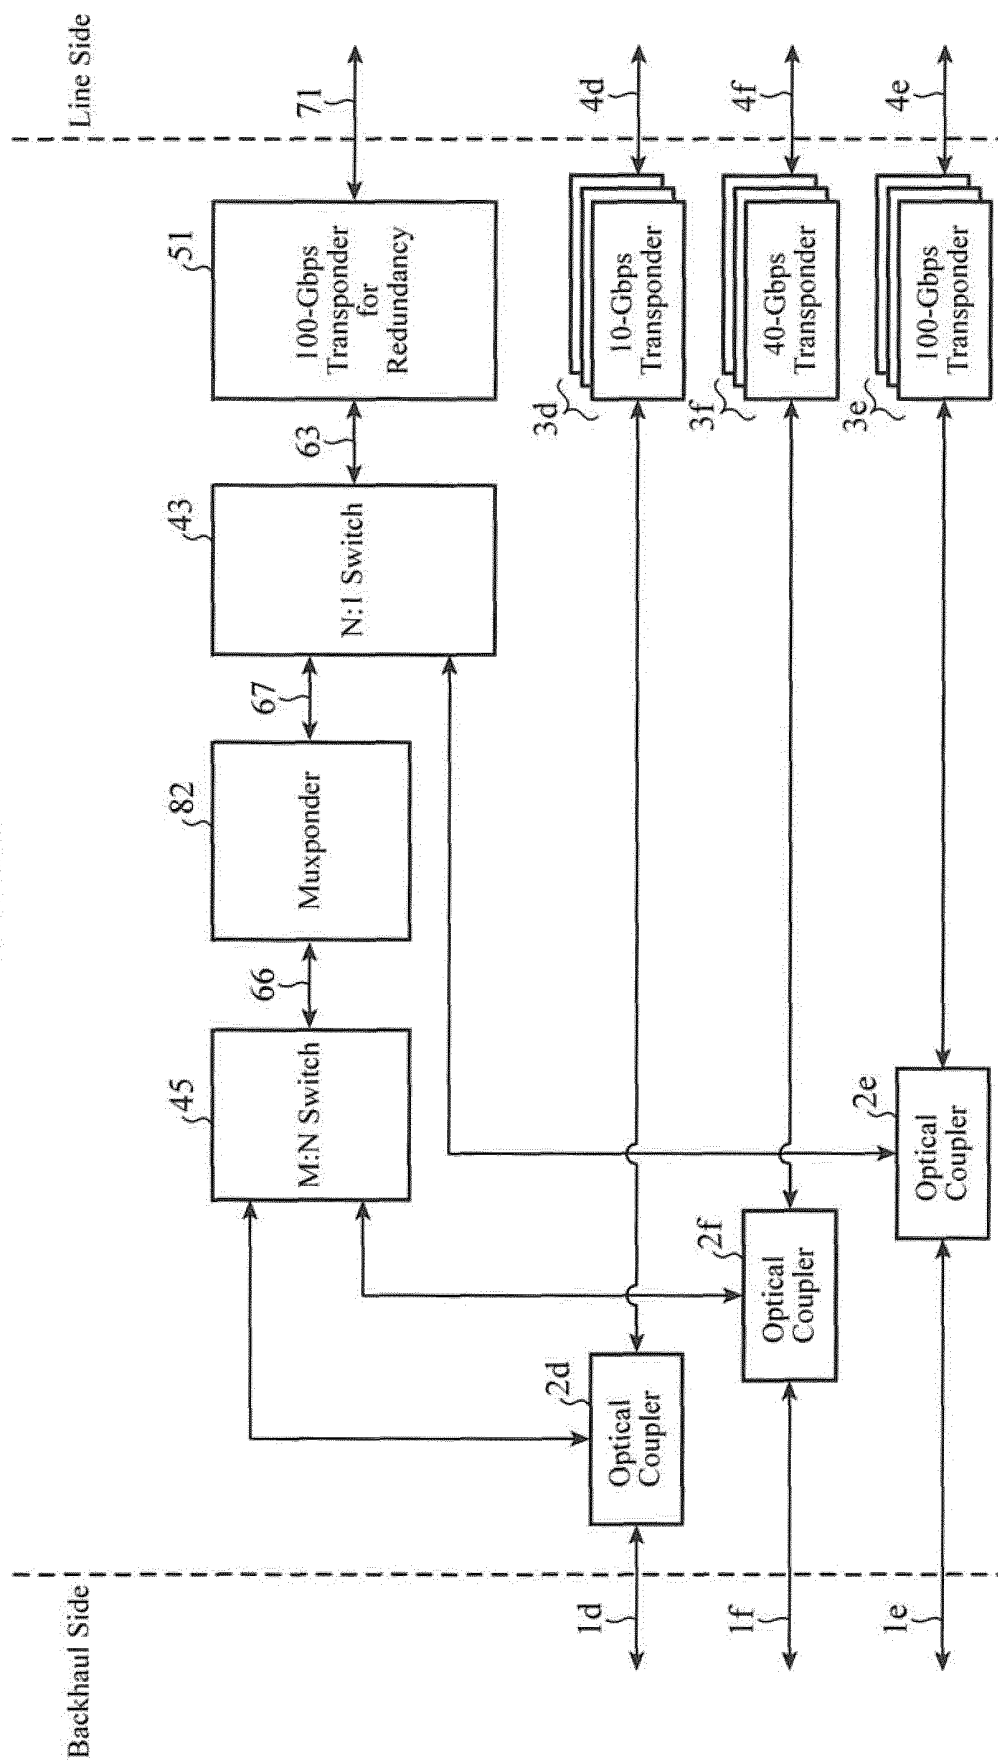 Backhaul Side
Line Side
45
M:N Switch
66
82
Muxponder
67
43
N:1 Switch
63
51
100-Gbps
Transponder
for
Redundancy
71
1d
2d
Optical
Coupler
3d
10-Gbps
Transponder
4d
1f
2f
Optical
Coupler
3f
40-Gbps
Transponder
4f
1e
2e
Optical
Coupler
3e
100-Gbps
Transponder
4e